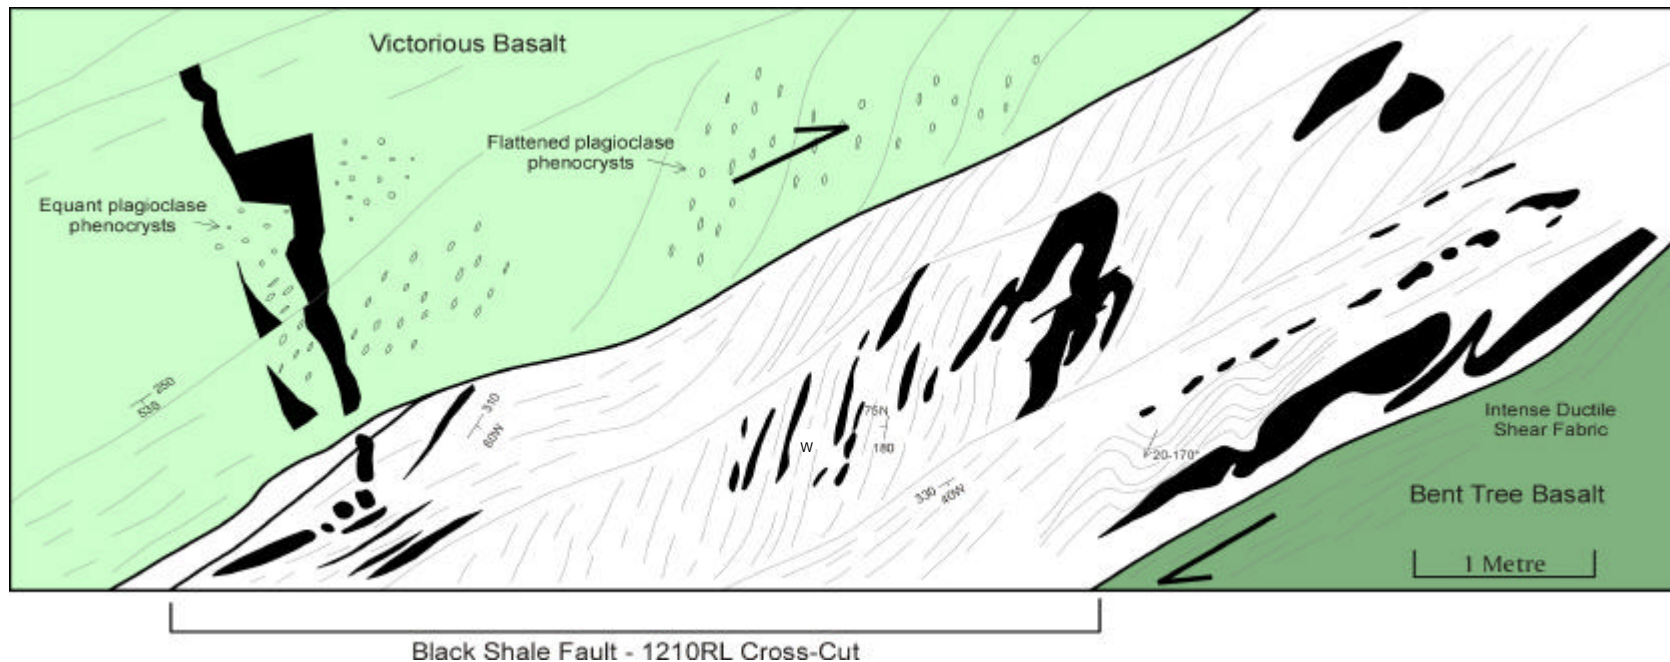 Victorious Basalt
Flattened plagioclase
phenocrysts
Equant plagioclase
phenocrysts
250
530
310
60W
75N
W
180
20-170°
330
40W
Intense Ductile
Shear Fabric
Bent Tree Basalt
1 Metre
Black Shale Fault - 1210RL Cross-Cut